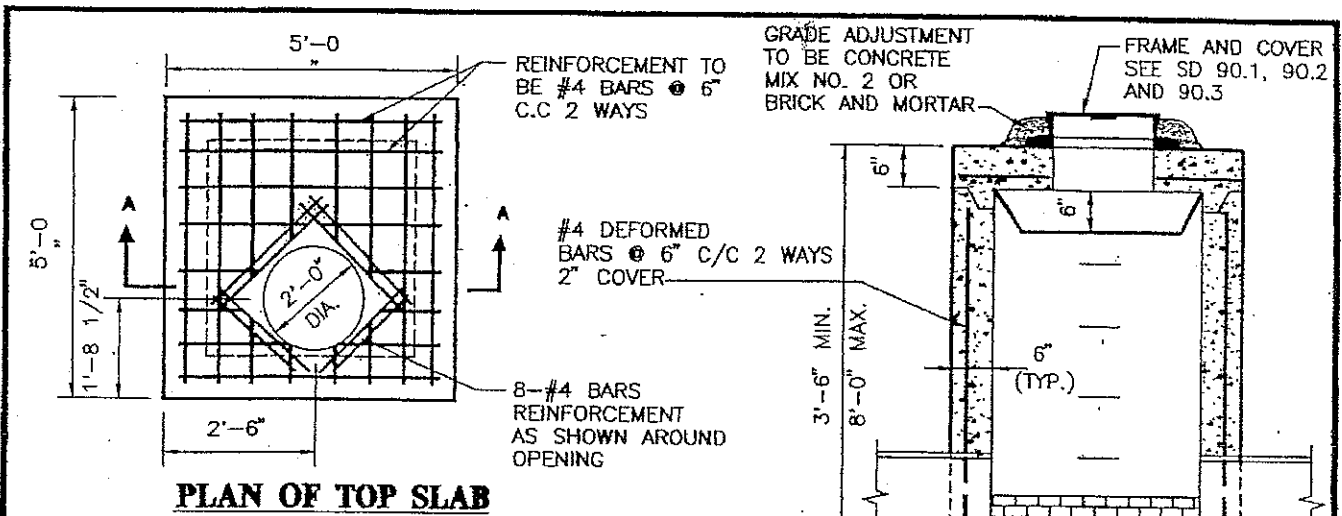 5'-0
"
REINFORCEMENT TO
BE #4 BARS @ 6"
C.C 2 WAYS
GRADE ADJUSTMENT
TO BE CONCRETE
MIX NO. 2 OR
BRICK AND MORTAR
FRAME AND COVER
SEE SD 90.1, 90.2
AND 90.3
A
A
5'-0
"
1'-8 1/2"
2'-0"
DIA.
#4 DEFORMED
BARS @ 6" C/C 2 WAYS
2" COVER
6"
6"
3'-6" MIN.
8'-0" MAX.
6"
(TYP.)
8-#4 BARS
REINFORCEMENT
AS SHOWN AROUND
OPENING
2'-6"
PLAN OF TOP SLAB